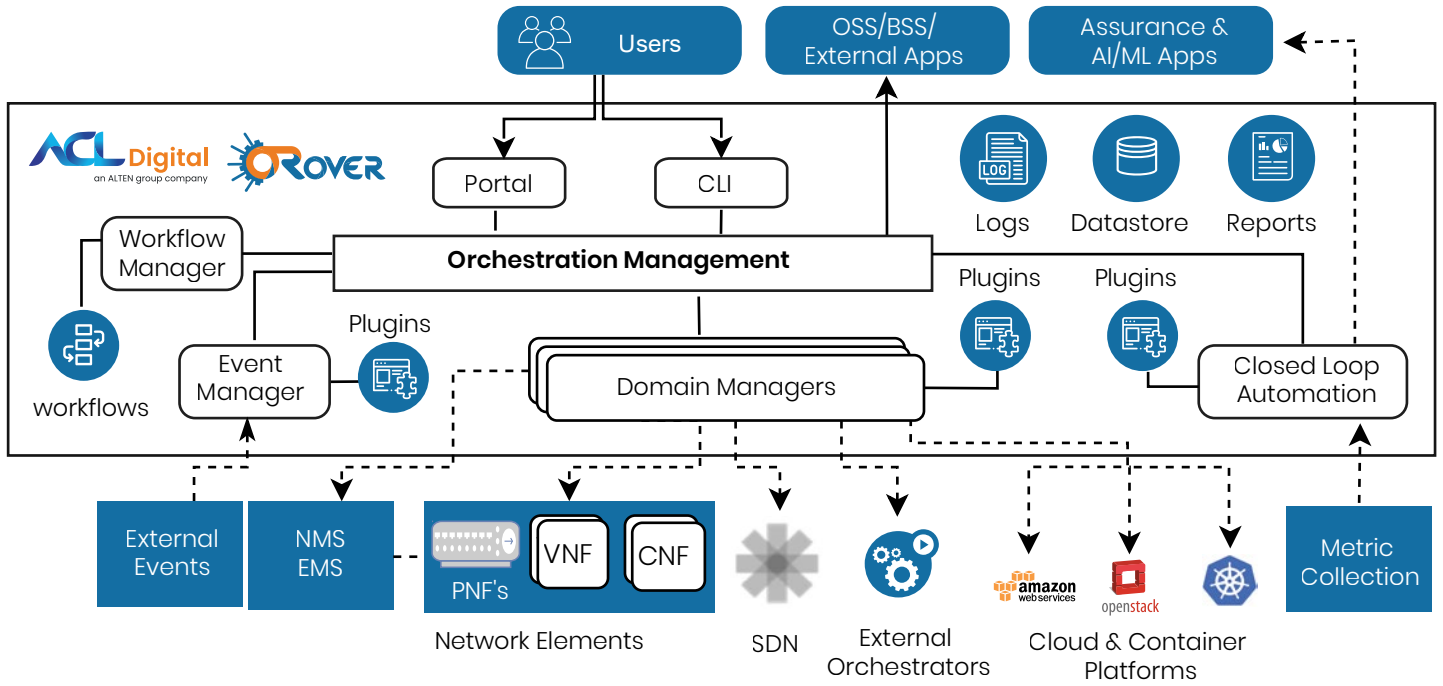 Users
OSS/BSS/
External Apps
Assurance &
AI/ML Apps
ACL Digital
an ALTEN group company
ROVER
Portal
CLI
LOG
Logs
Datastore
Reports
Workflow
Manager
Orchestration Management
Plugins
Plugins
workflows
Event
Manager
Plugins
Domain Managers
Closed Loop
Automation
External
Events
NMS
EMS
PNF's
VNF
CNF
Network Elements
SDN
External
Orchestrators
amazon
webservices
openstack
Cloud & Container
Platforms
Metric
Collection